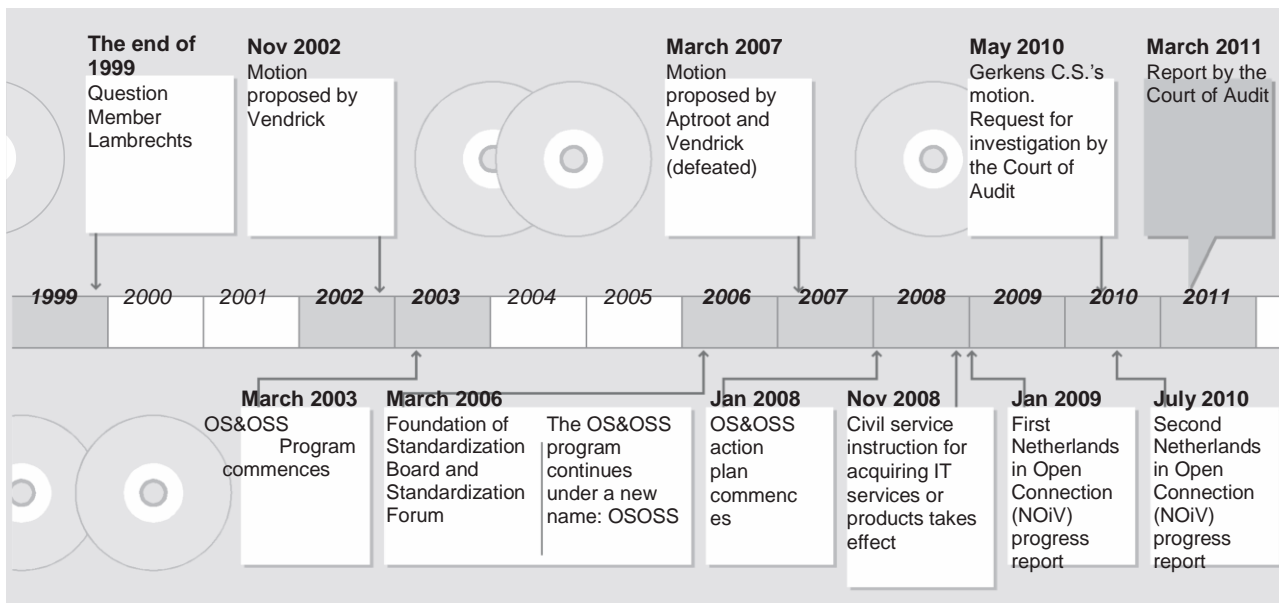 The end of
1999
Question
Member
Lambrechts
Nov 2002
Motion
proposed by
Vendrick
March 2007
Motion
proposed by
Aptroot and
Vendrick
(defeated)
May 2010
Gerkens C.S.'s
motion.
Request for
investigation by
the Court of
Audit
March 2011
Report by the
Court of Audit
1999 2000 2001 2002 2003 2004 2005 2006 2007 2008 2009 2010 2011
March 2003
OS&OSS
Program
commences
March 2006
Foundation of
Standardization
Board and
Standardization
Forum
The OS&OSS
program
continues
under a new
name: OSOSS
Jan 2008
OS&OSS
action
plan
commenc
es
Nov 2008
Civil service
instruction for
acquiring IT
services or
products takes
effect
Jan 2009
First
Netherlands
in Open
Connection
(NOiV)
progress
report
July 2010
Second
Netherlands
in Open
Connection
(NOiV)
progress
report